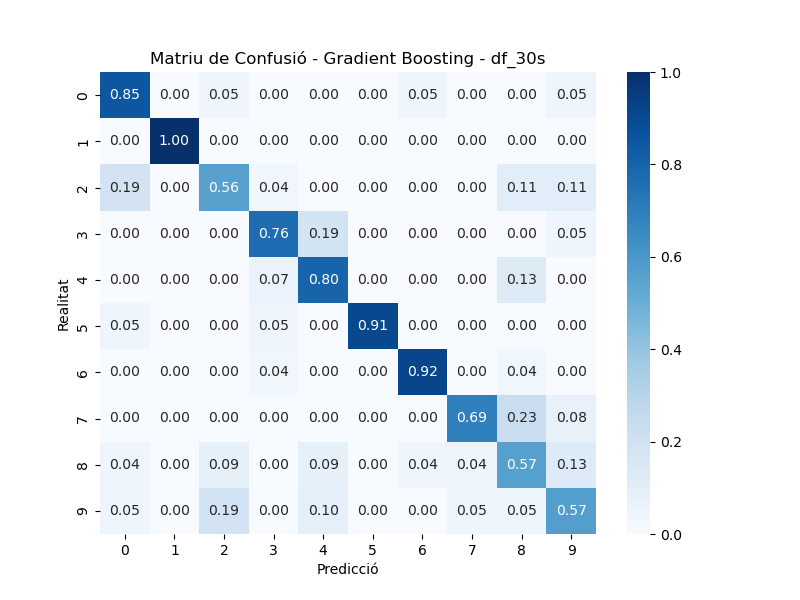 Matriu de Confusió - Gradient Boosting - df_30s
0 0.85 0.00 0.05 0.00 0.00 0.00 0.05 0.00 0.00 0.05
1 0.00 1.00 0.00 0.00 0.00 0.00 0.00 0.00 0.00 0.00
2 0.19 0.00 0.56 0.04 0.00 0.00 0.00 0.00 0.11 0.11
3 0.00 0.00 0.00 0.76 0.19 0.00 0.00 0.00 0.00 0.05
4 0.00 0.00 0.00 0.07 0.80 0.00 0.00 0.00 0.13 0.00
5 0.05 0.00 0.00 0.05 0.00 0.91 0.00 0.00 0.00 0.00
6 0.00 0.00 0.00 0.04 0.00 0.00 0.92 0.00 0.04 0.00
7 0.00 0.00 0.00 0.00 0.00 0.00 0.00 0.69 0.23 0.08
8 0.04 0.00 0.09 0.00 0.09 0.00 0.04 0.04 0.57 0.13
9 0.05 0.00 0.19 0.00 0.10 0.00 0.00 0.05 0.05 0.57
0 1 2 3 4 5 6 7 8 9
Predicció
Realitat
1.0
0.8
0.6
0.4
0.2
0.0